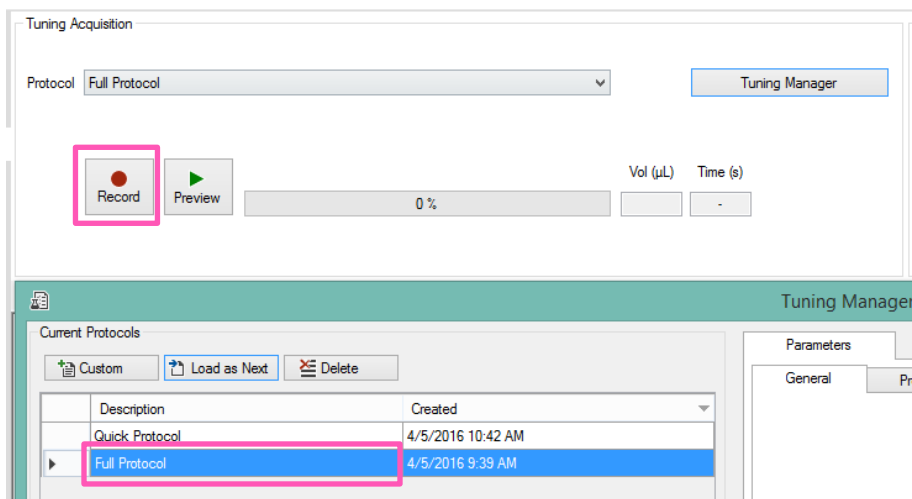 Tuning Acquisition
Protocol Full Protocol Tuning Manager
Vol (µL) Time (s)
Record Preview 0 % -
Tuning Manager
Current Protocols
Parameters
Custom Load as Next Delete
General Pr
Description Created
Quick Protocol 4/5/2016 10:42 AM
Full Protocol 4/5/2016 9:39 AM